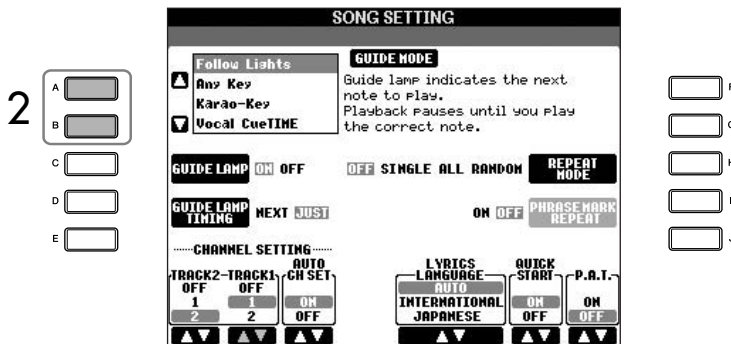 SONG SETTING
2
A
B
C
D
E
Follow Lights
Any Key
Karao-Key
Vocal CueTIME
GUIDE MODE
Guide lamp indicates the next
note to play.
Playback pauses until you play
the correct note.
GUIDE LAMP ON OFF
OFF SINGLE ALL RANDOM REPEAT MODE
GUIDE LAMP TIMING NEXT JUST
ON OFF PHRASE MARK REPEAT
CHANNEL SETTING
TRACK2 TRACK1 AUTO CH SET
OFF OFF
1 1 ON
2 2 OFF
LYRICS LANGUAGE QUICK START P.A.T.
AUTO
INTERNATIONAL ON ON
JAPANESE OFF OFF